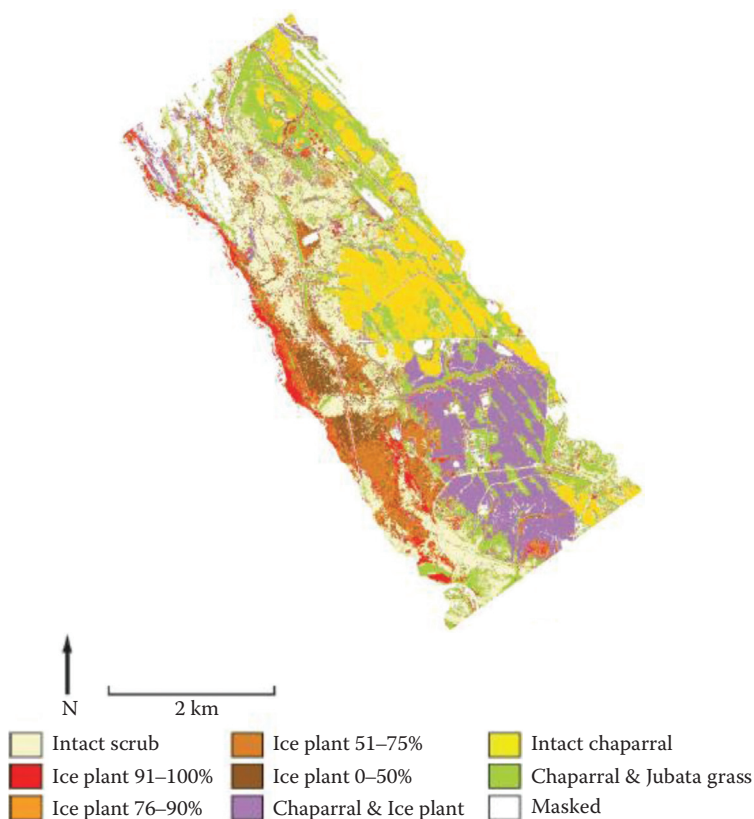 N
2 km
Intact scrub
Ice plant 91–100%
Ice plant 76–90%
Ice plant 51–75%
Ice plant 0–50%
Chaparral & Ice plant
Intact chaparral
Chaparral & Jubata grass
Masked